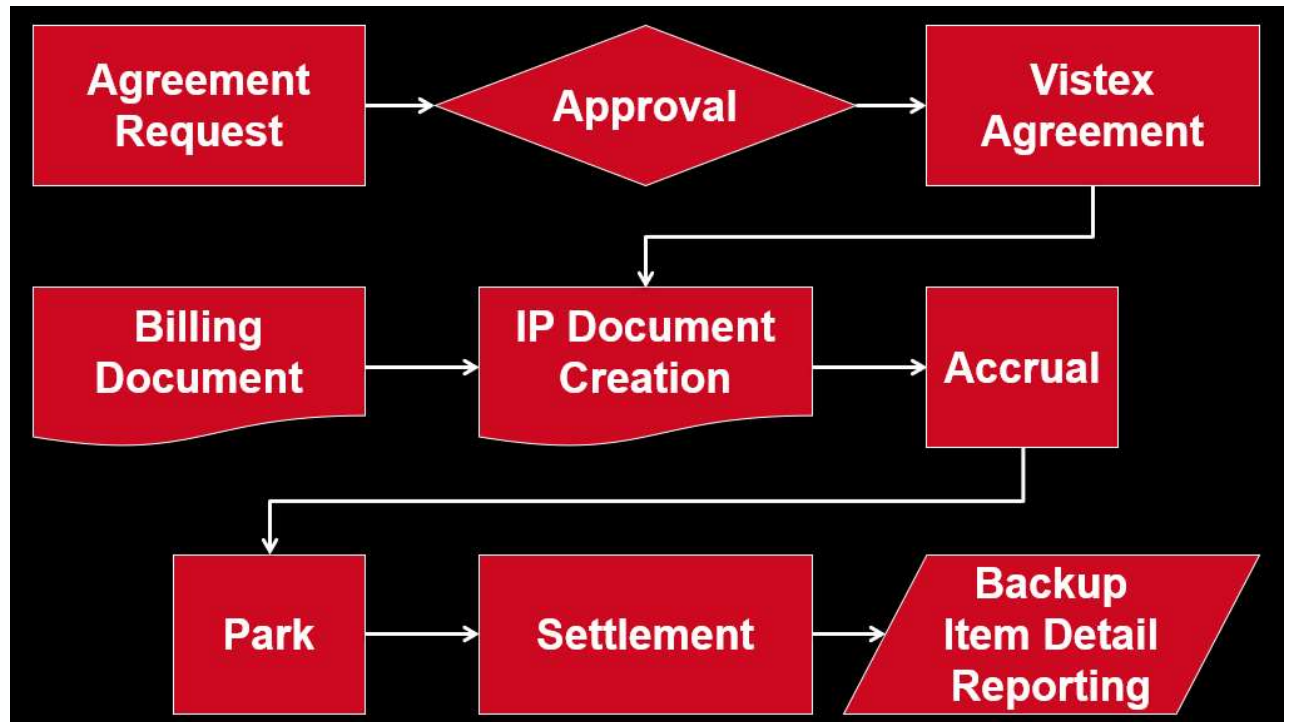 Agreement
Request
Approval
Vistex
Agreement
Billing
Document
IP Document
Creation
Accrual
Park
Settlement
Backup
Item Detail
Reporting